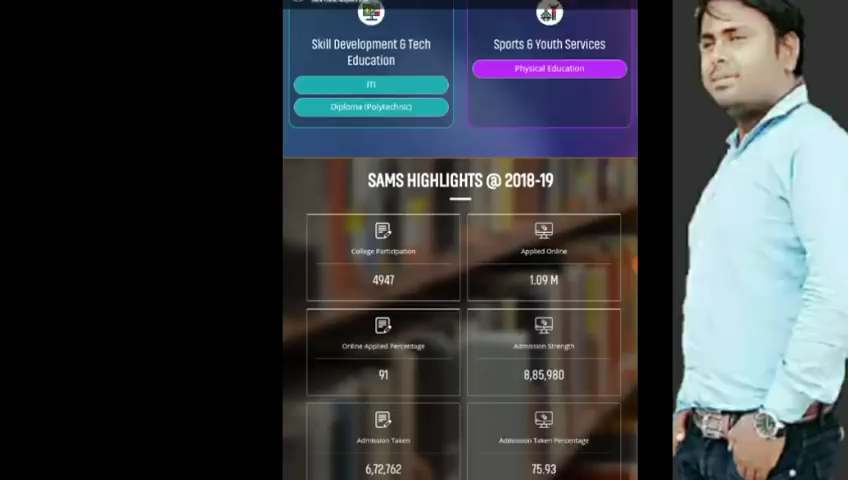 Skill Development & Tech
Education
ITI
Diploma (Polytechnic)
Sports & Youth Services
Physical Education
SAMS HIGHLIGHTS @ 2018-19
College Participation
4947
Applied Online
1.09 M
Online Applied Percentage
91
Admission Strength
8,85,980
Admission Taken
6,72,762
Admission Taken Percentage
75.93